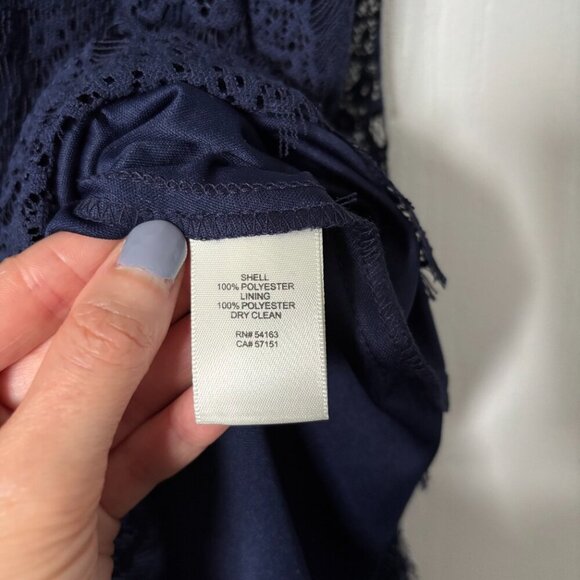 SHELL
100% POLYESTER
LINING
100% POLYESTER
DRY CLEAN
RN# 54163
CA# 57151